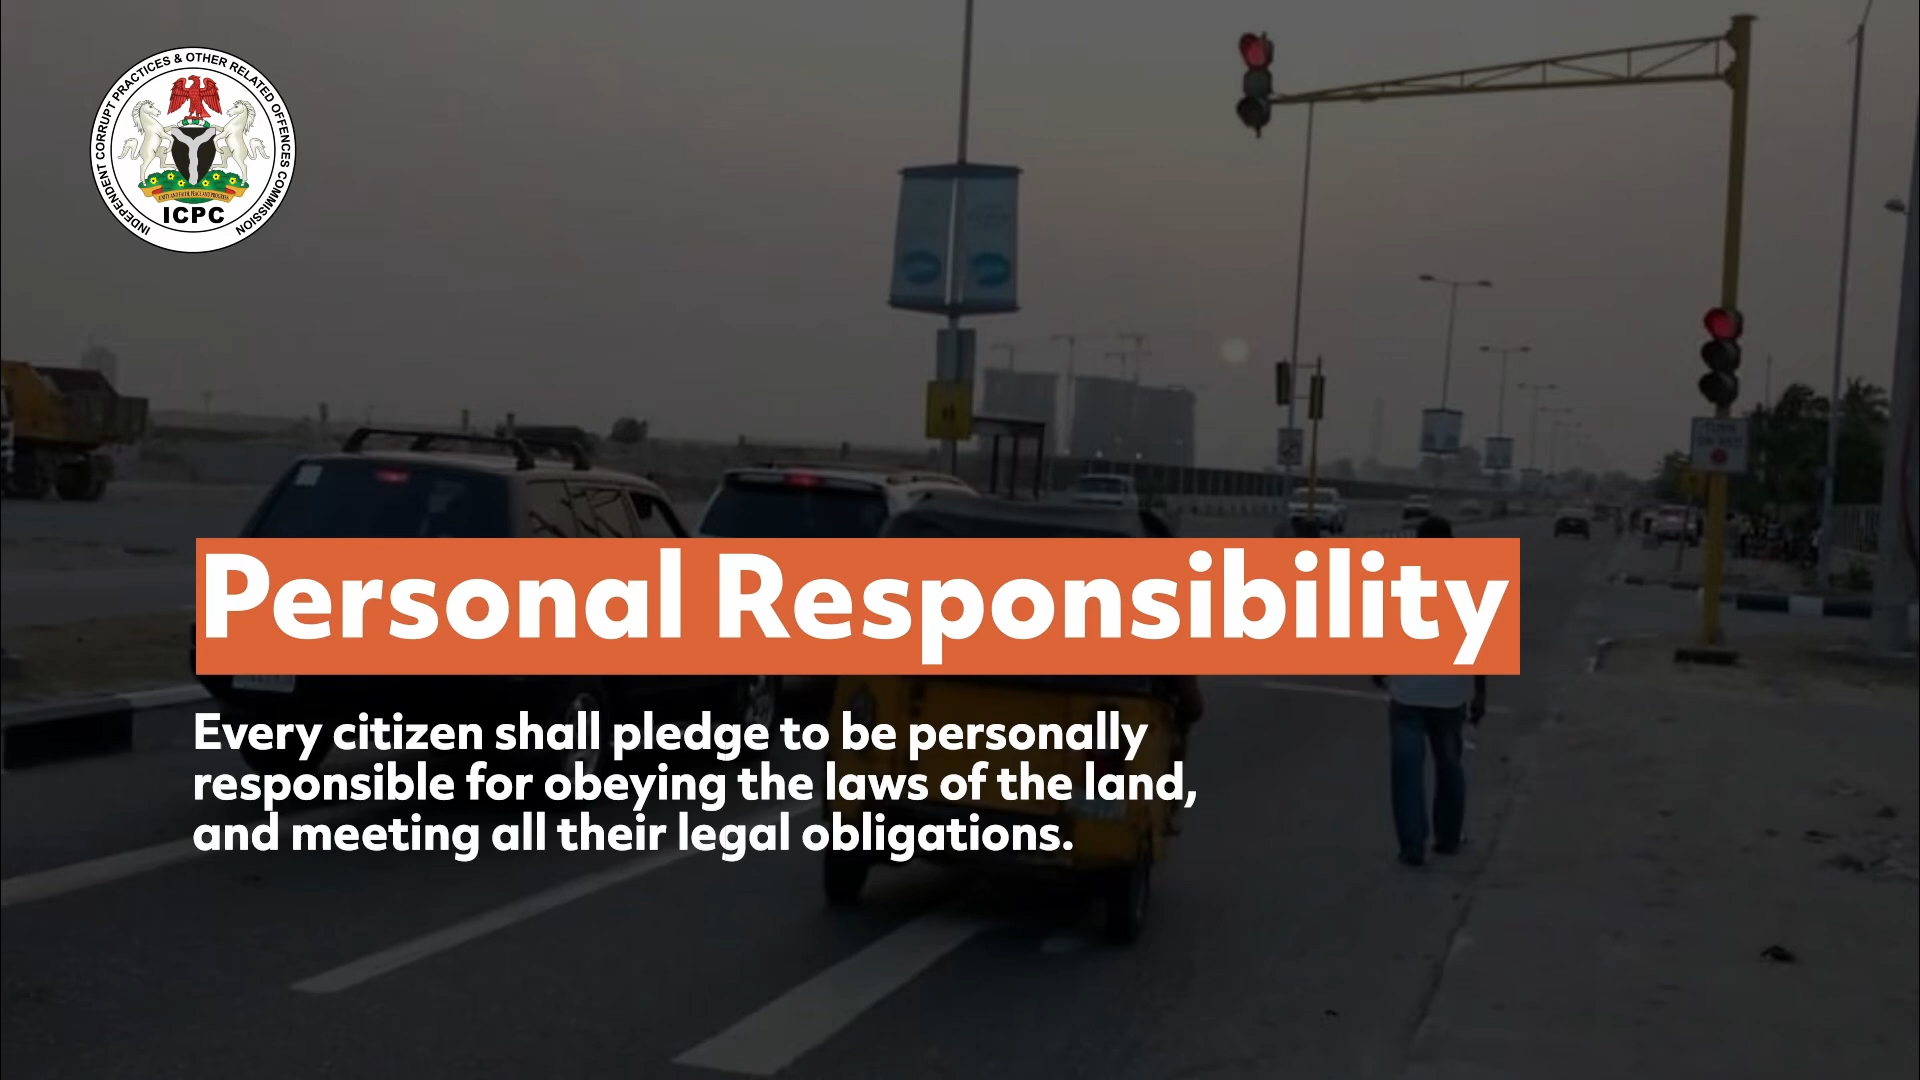 INDEPENDENT CORRUPT PRACTICES & OTHER RELATED OFFENCES COMMISSION
ICPC
Personal Responsibility
Every citizen shall pledge to be personally
responsible for obeying the laws of the land,
and meeting all their legal obligations.